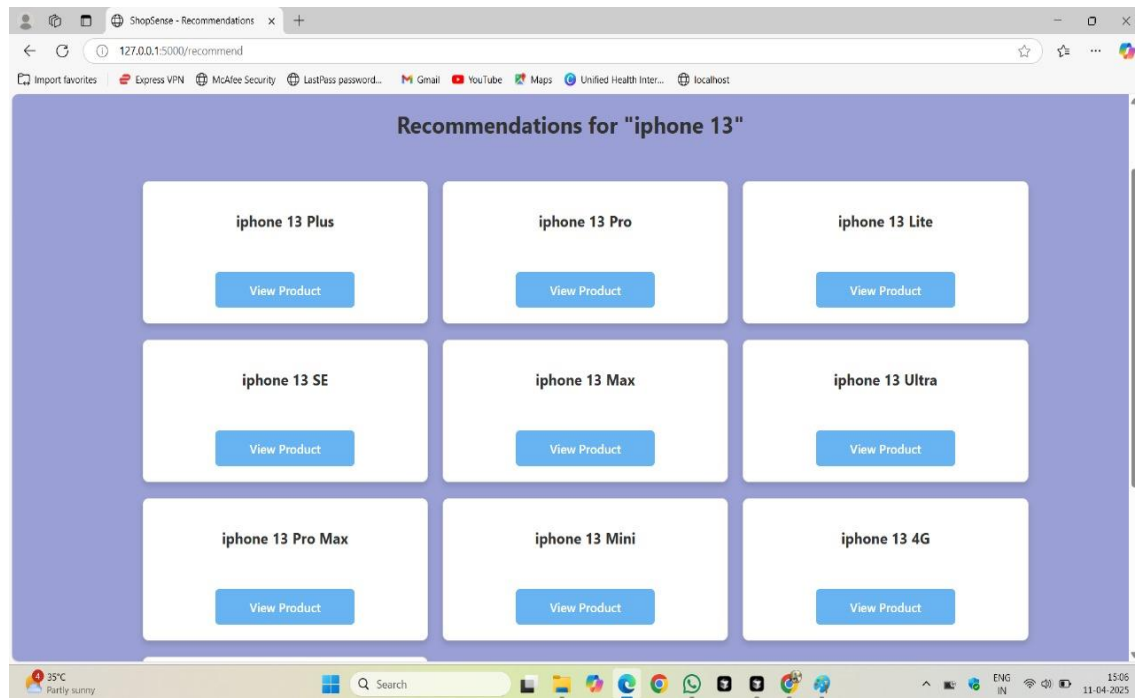 ShopSense - Recommendations
127.0.0.1:5000/recommend
Import favorites Express VPN McAfee Security LastPass password... Gmail YouTube Maps Unified Health Inter... localhost
Recommendations for "iphone 13"
iphone 13 Plus iphone 13 Pro iphone 13 Lite
View Product View Product View Product
iphone 13 SE iphone 13 Max iphone 13 Ultra
View Product View Product View Product
iphone 13 Pro Max iphone 13 Mini iphone 13 4G
View Product View Product View Product
4 35°C
Partly sunny
Search
ENG
IN
15:06
11-04-2025